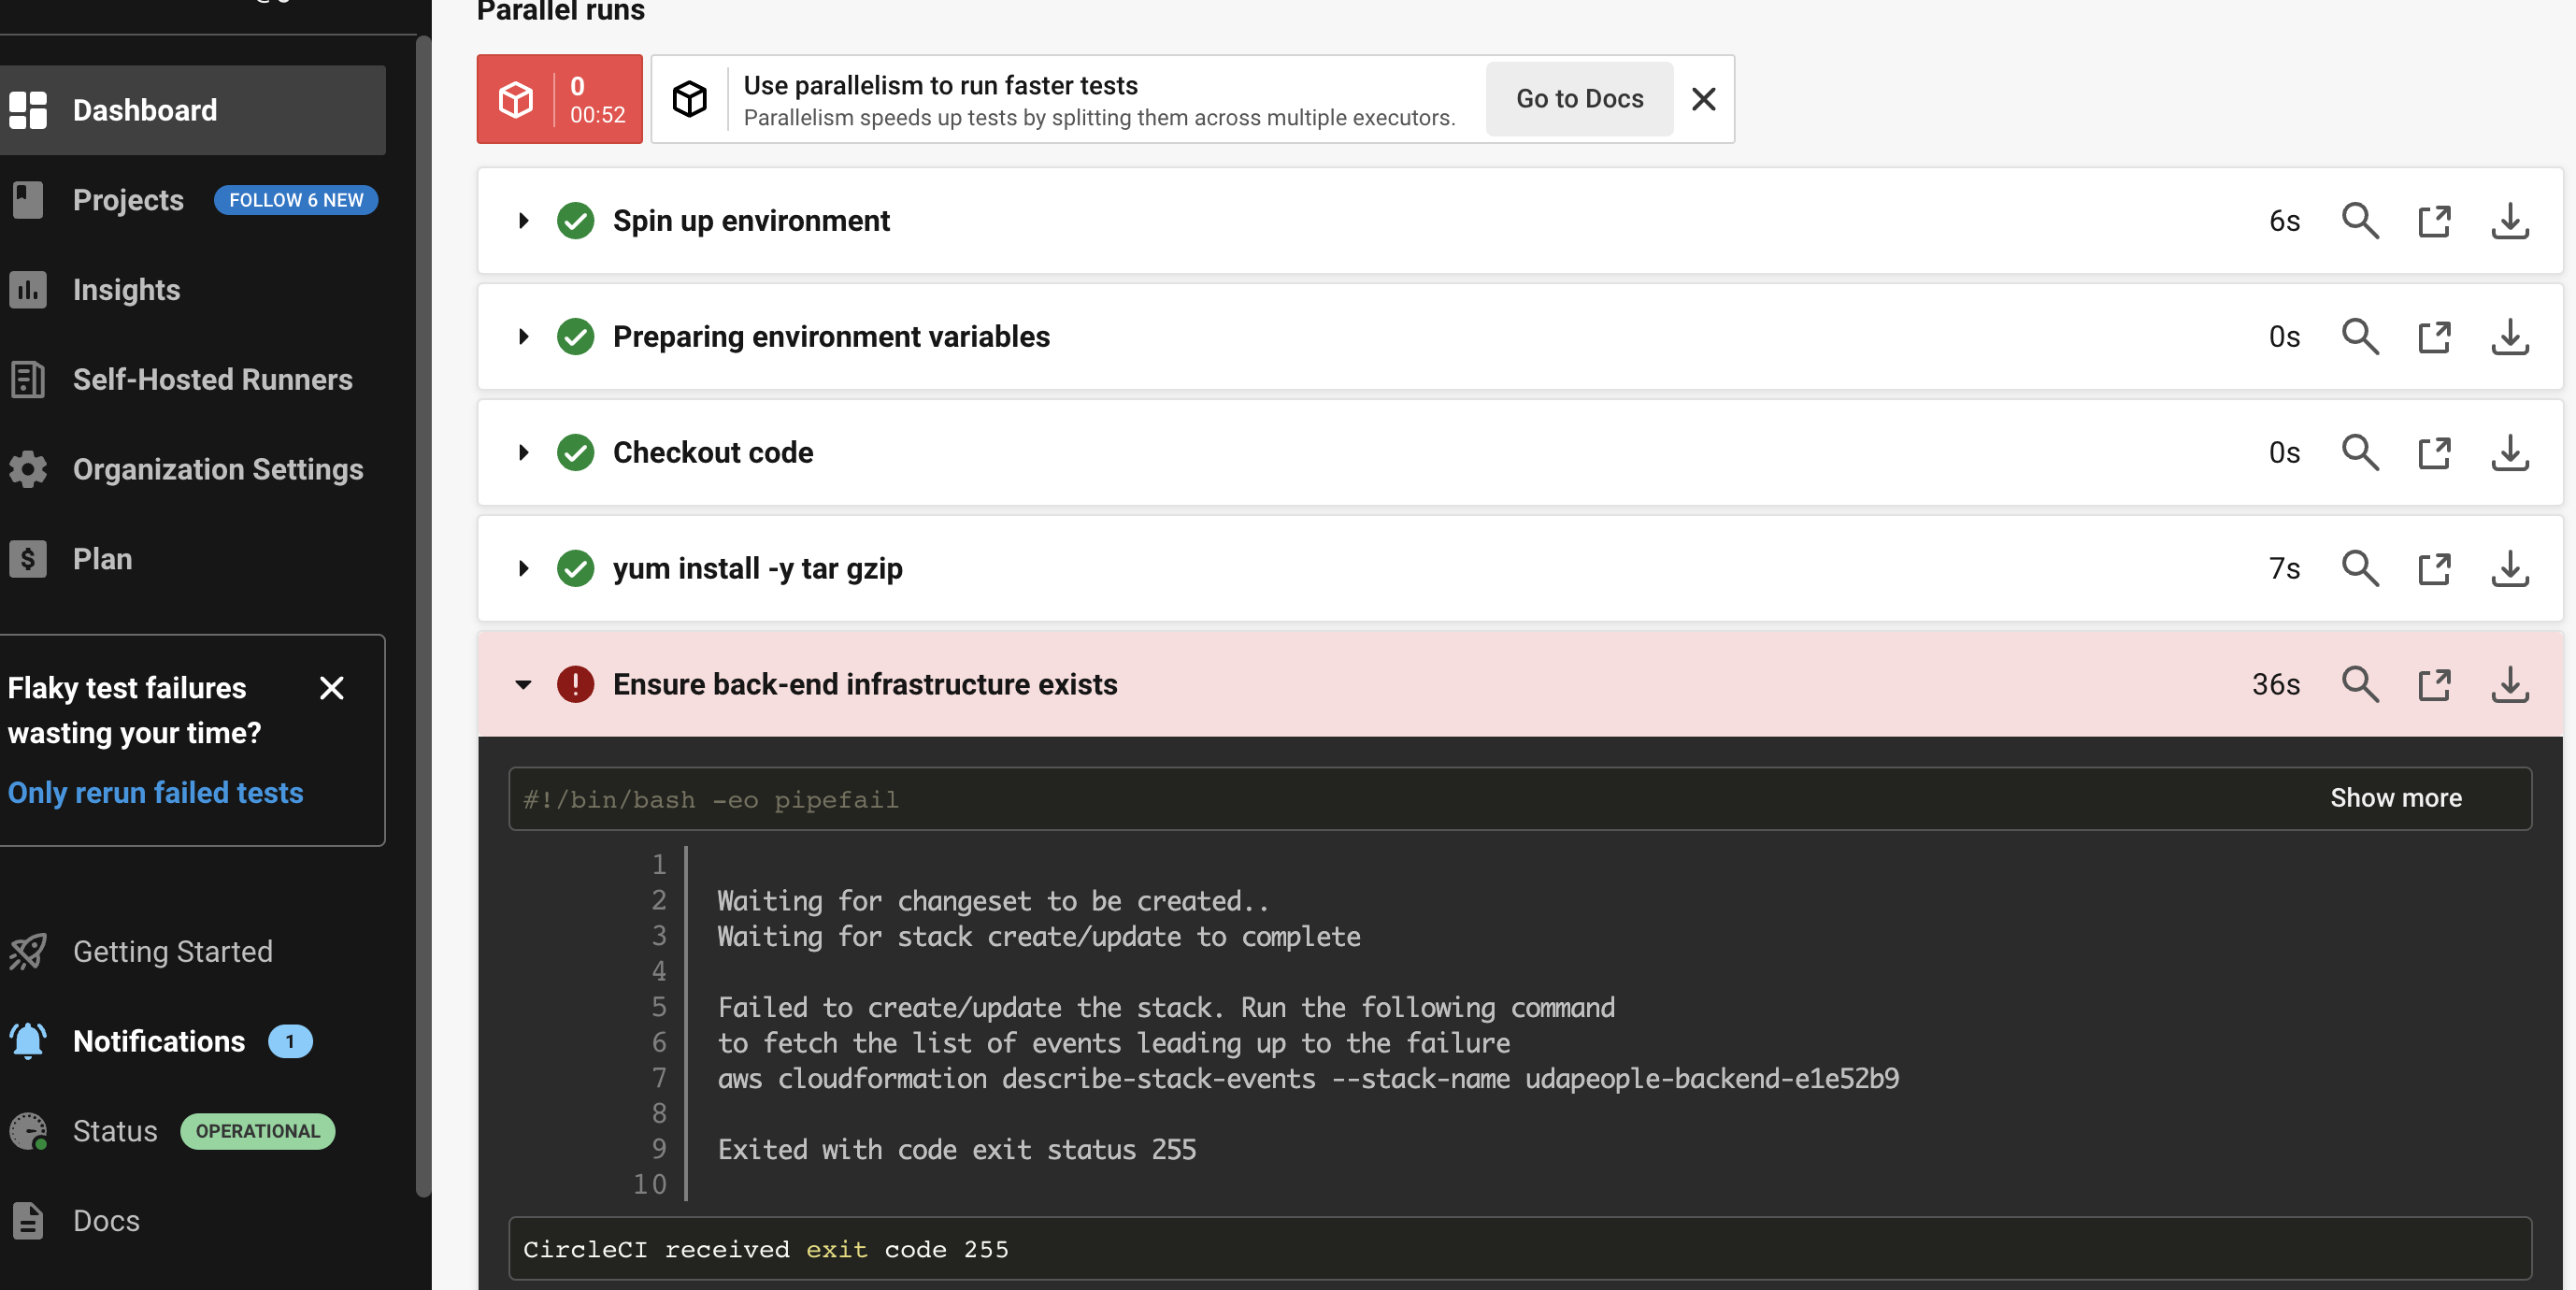 Dashboard
Projects
FOLLOW 6 NEW
Insights
Self-Hosted Runners
Organization Settings
Plan
Flaky test failures
wasting your time?
Only rerun failed tests
Getting Started
Notifications
1
Status
OPERATIONAL
Docs
Parallel runs
0
00:52
Use parallelism to run faster tests
Parallelism speeds up tests by splitting them across multiple executors.
Go to Docs
Spin up environment
6s
Preparing environment variables
0s
Checkout code
0s
yum install -y tar gzip
7s
Ensure back-end infrastructure exists
36s
#!/bin/bash -eo pipefail
Show more
1
2 Waiting for changeset to be created..
3 Waiting for stack create/update to complete
4
5 Failed to create/update the stack. Run the following command
6 to fetch the list of events leading up to the failure
7 aws cloudformation describe-stack-events --stack-name udapeople-backend-e1e52b9
8
9 Exited with code exit status 255
10
CircleCI received exit code 255